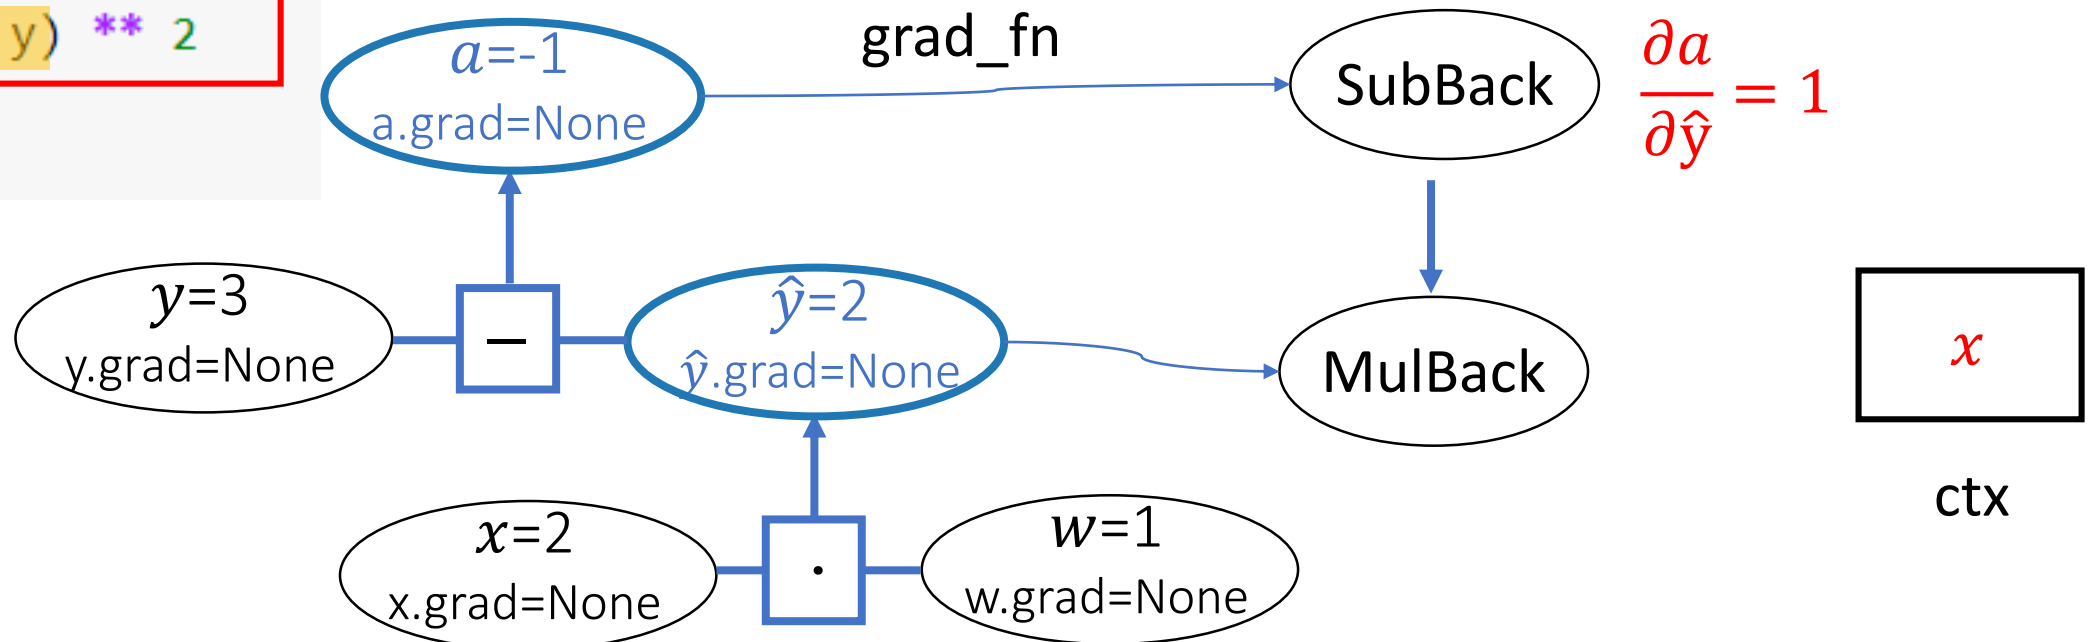 y) ** 2
a=-1
a.grad=None
grad_fn
SubBack
∂a
∂ŷ
= 1
y=3
y.grad=None
−
ŷ=2
ŷ.grad=None
MulBack
x
ctx
x=2
x.grad=None
·
w=1
w.grad=None